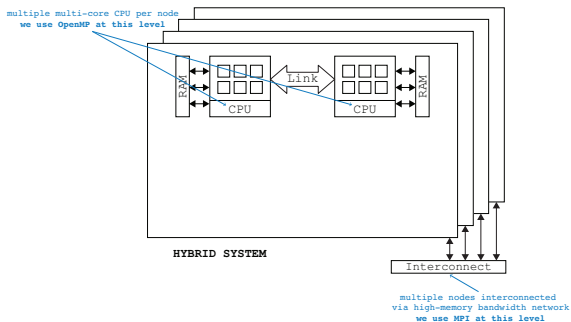 multiple multi-core CPU per node
we use OpenMP at this level
RAM
CPU
Link
CPU
RAM
HYBRID SYSTEM
Interconnect
multiple nodes interconnected
via high-memory bandwidth network
we use MPI at this level